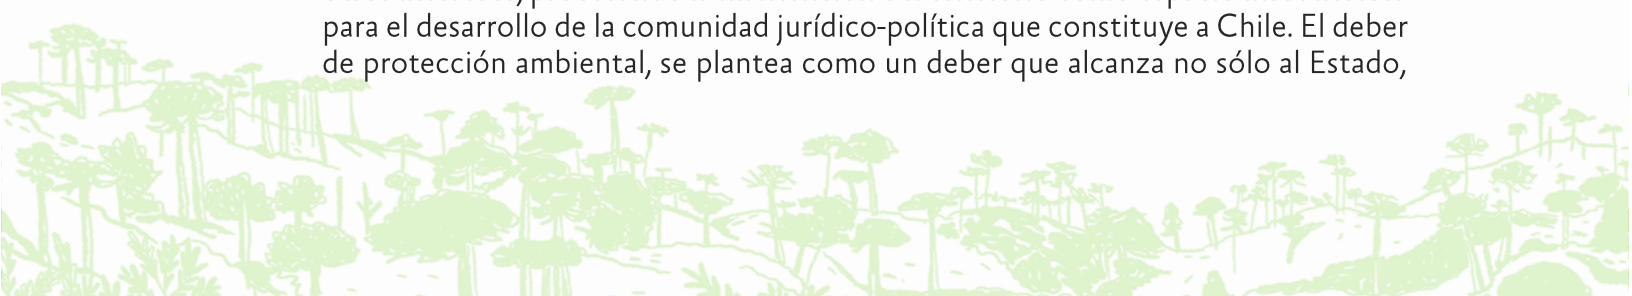 para el desarrollo de la comunidad jurídico-política que constituye a Chile. El deber
de protección ambiental, se plantea como un deber que alcanza no sólo al Estado,